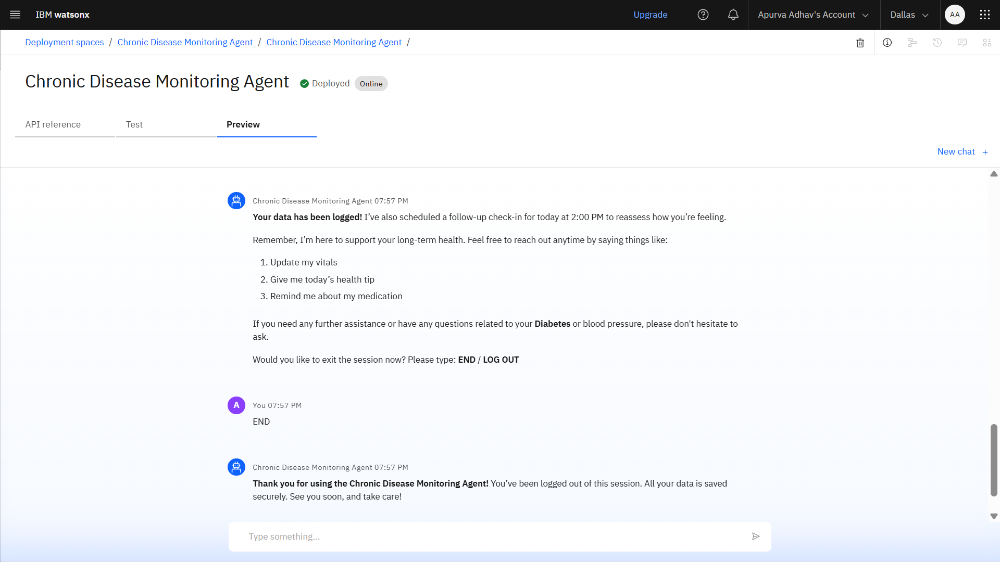 IBM watsonx
Upgrade
Apurva Adhav's Account
Dallas
AA
Deployment spaces / Chronic Disease Monitoring Agent / Chronic Disease Monitoring Agent /
Chronic Disease Monitoring Agent
Deployed
Online
API reference
Test
Preview
New chat +
Chronic Disease Monitoring Agent 07:57 PM
Your data has been logged! I’ve also scheduled a follow-up check-in for today at 2:00 PM to reassess how you’re feeling.
Remember, I’m here to support your long-term health. Feel free to reach out anytime by saying things like:
1. Update my vitals
2. Give me today’s health tip
3. Remind me about my medication
If you need any further assistance or have any questions related to your Diabetes or blood pressure, please don't hesitate to
ask.
Would you like to exit the session now? Please type: END / LOG OUT
A
You 07:57 PM
END
Chronic Disease Monitoring Agent 07:57 PM
Thank you for using the Chronic Disease Monitoring Agent! You’ve been logged out of this session. All your data is saved
securely. See you soon, and take care!
Type something...